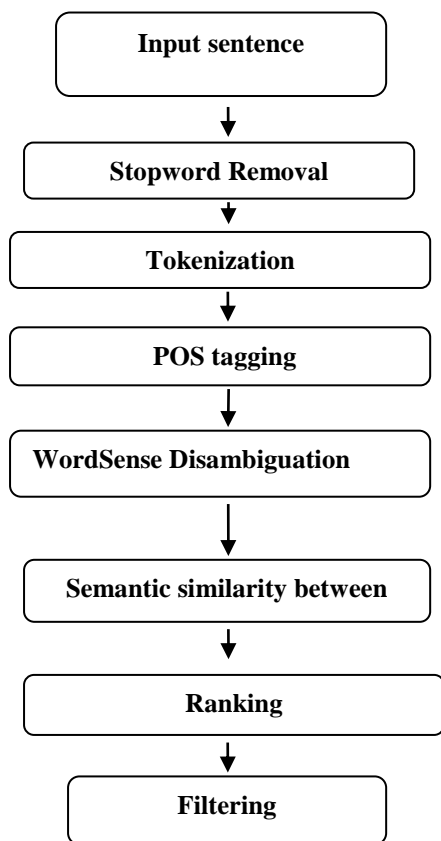 Input sentence
Stopword Removal
Tokenization
POS tagging
WordSense Disambiguation
Semantic similarity between
Ranking
Filtering